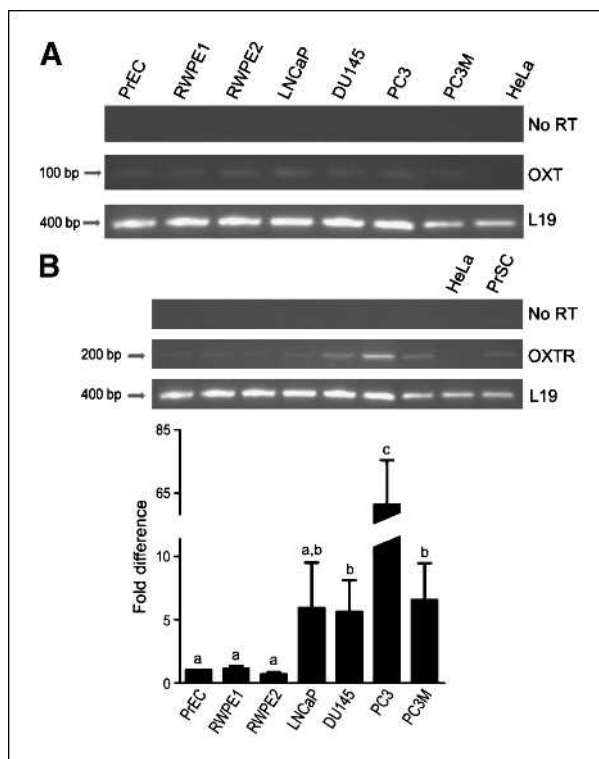 A
PrEC RWPE1 RWPE2 LNCaP DU145 PC3 PC3M HeLa
No RT
100 bp OXT
400 bp L19
B
HeLa PrSC
No RT
200 bp OXTR
400 bp L19
85
c
65
Fold difference
10
a,b b b
5
a a a
0
PrEC RWPE1 RWPE2 LNCaP DU145 PC3 PC3M